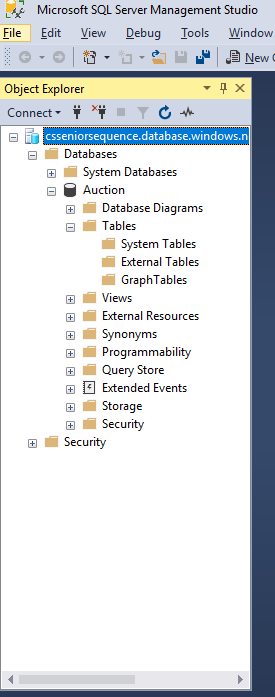 Microsoft SQL Server Management Studio
File Edit View Debug Tools Window
New
Object Explorer
Connect
csseniorsequence.database.windows.n
Databases
System Databases
Auction
Database Diagrams
Tables
System Tables
External Tables
GraphTables
Views
External Resources
Synonyms
Programmability
Query Store
Extended Events
Storage
Security
Security